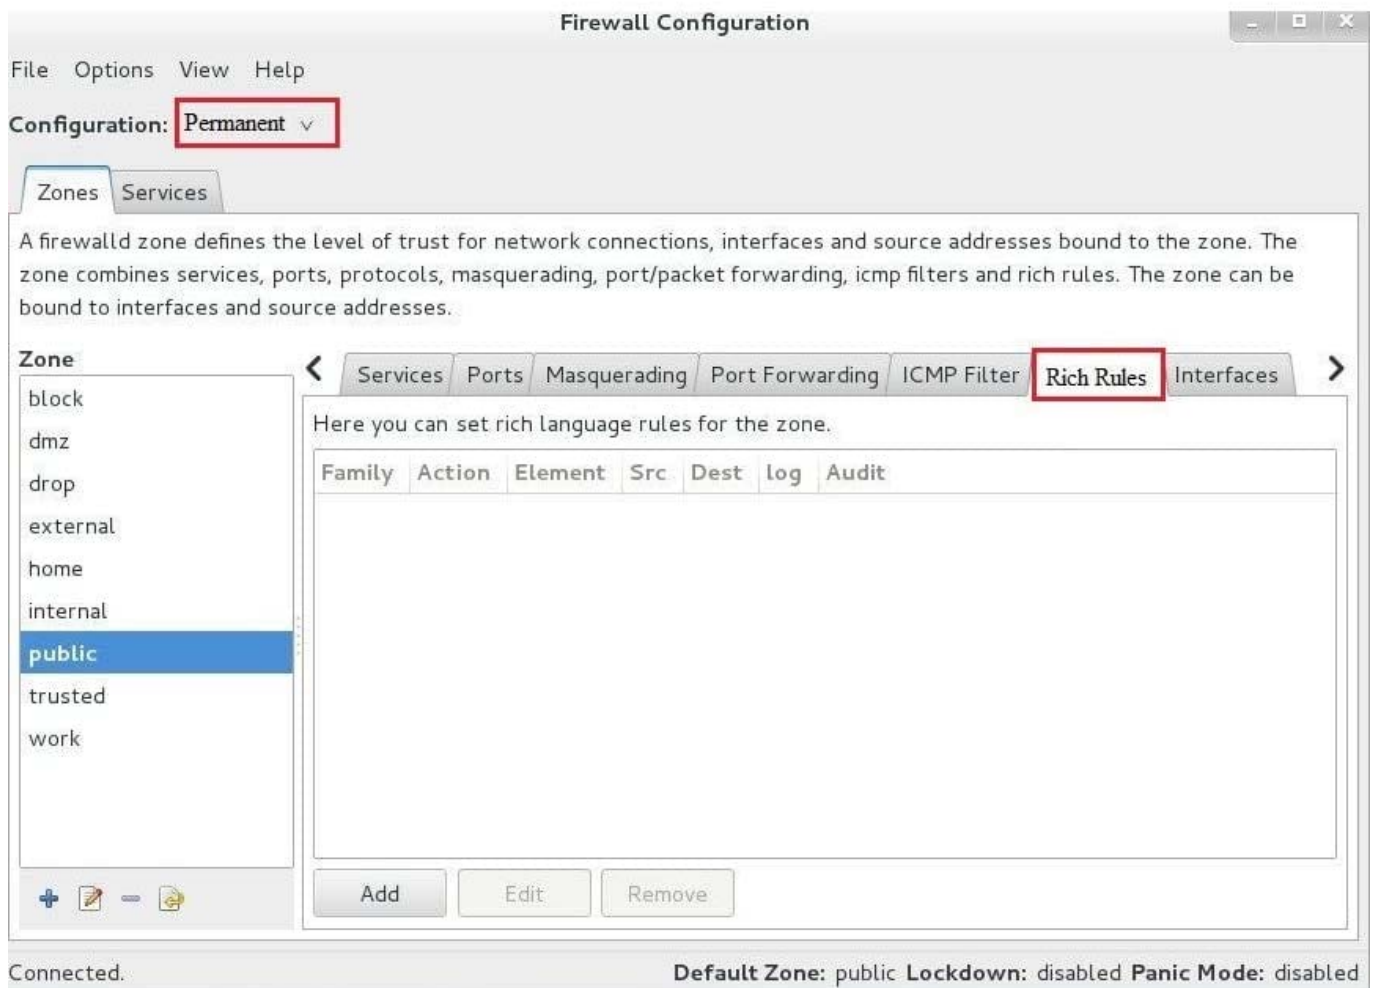 Firewall Configuration
File Options View Help
Configuration: Permanent
Zones Services
A firewalld zone defines the level of trust for network connections, interfaces and source addresses bound to the zone. The
zone combines services, ports, protocols, masquerading, port/packet forwarding, icmp filters and rich rules. The zone can be
bound to interfaces and source addresses.
Zone
block
dmz
drop
external
home
internal
public
trusted
work
Services Ports Masquerading Port Forwarding ICMP Filter Rich Rules Interfaces
Here you can set rich language rules for the zone.
Family Action Element Src Dest log Audit
Add Edit Remove
Connected.
Default Zone: public Lockdown: disabled Panic Mode: disabled